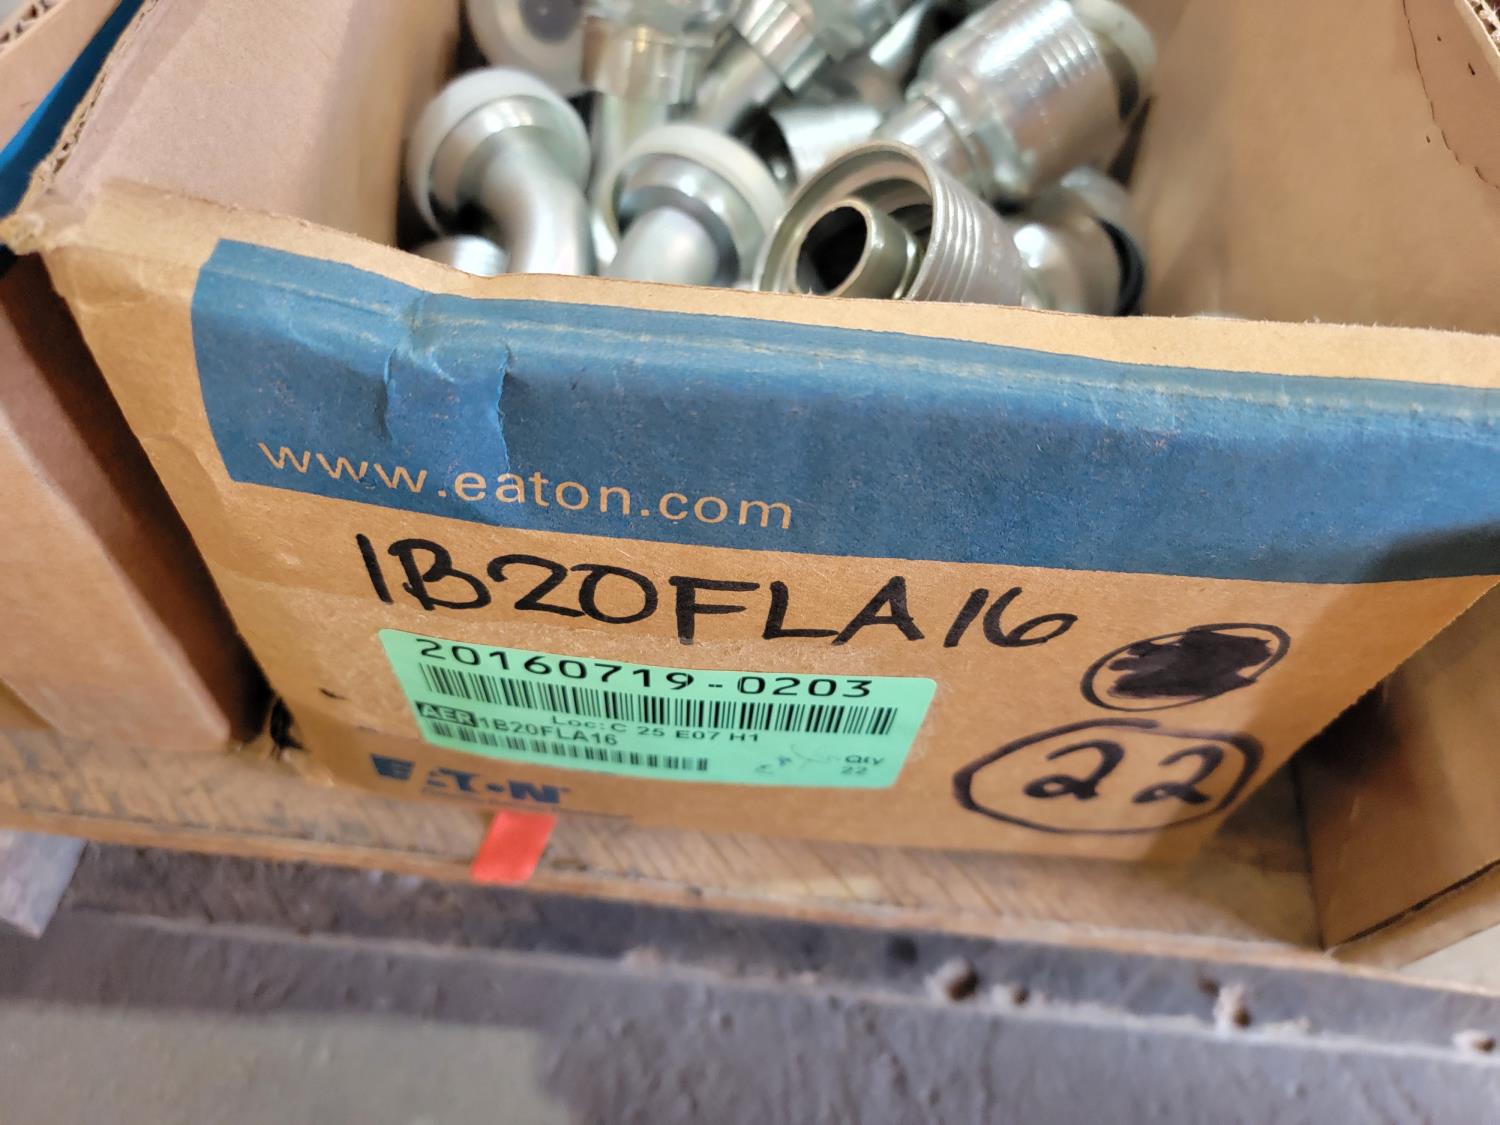 www.eaton.com
1B20FLA16
20160719-0203
Loc: C 25 E07 H1
AER 1B20FLA16
Qty
22
EATON
22